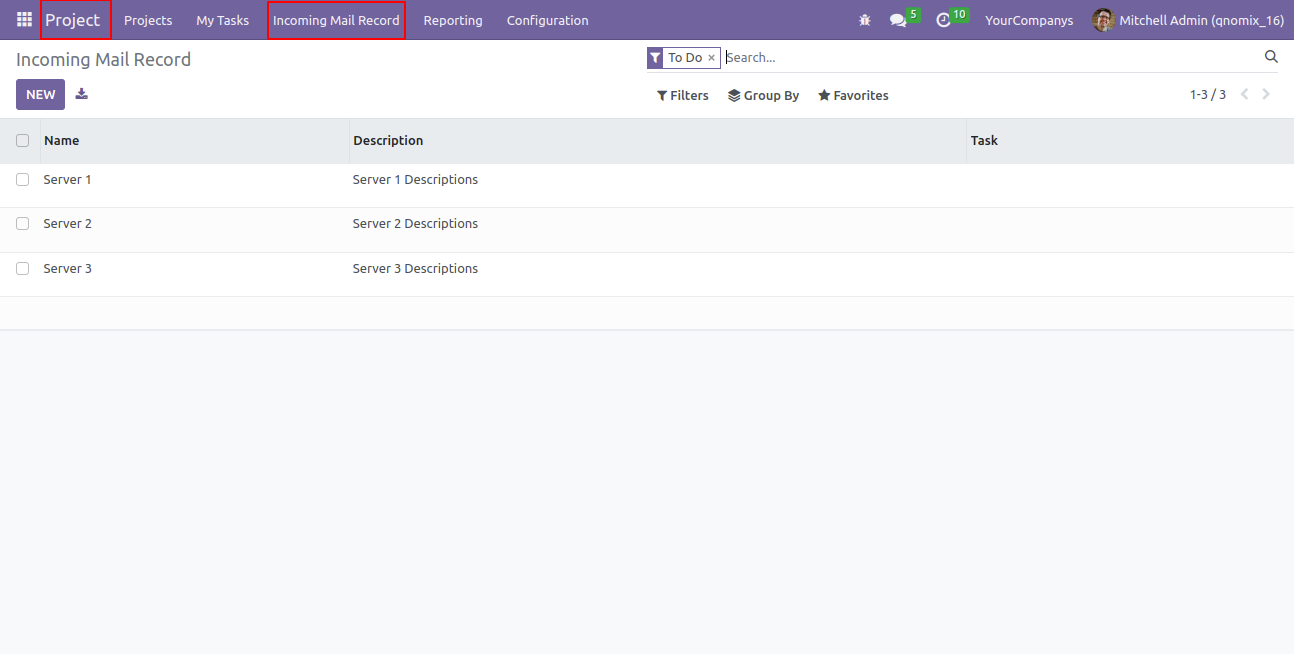 Project Projects My Tasks Incoming Mail Record Reporting Configuration 5 10 YourCompanys Mitchell Admin (qnomix_16)
Incoming Mail Record
To Do × Search...
NEW
Filters Group By Favorites 1-3 / 3
Name Description Task
Server 1 Server 1 Descriptions
Server 2 Server 2 Descriptions
Server 3 Server 3 Descriptions